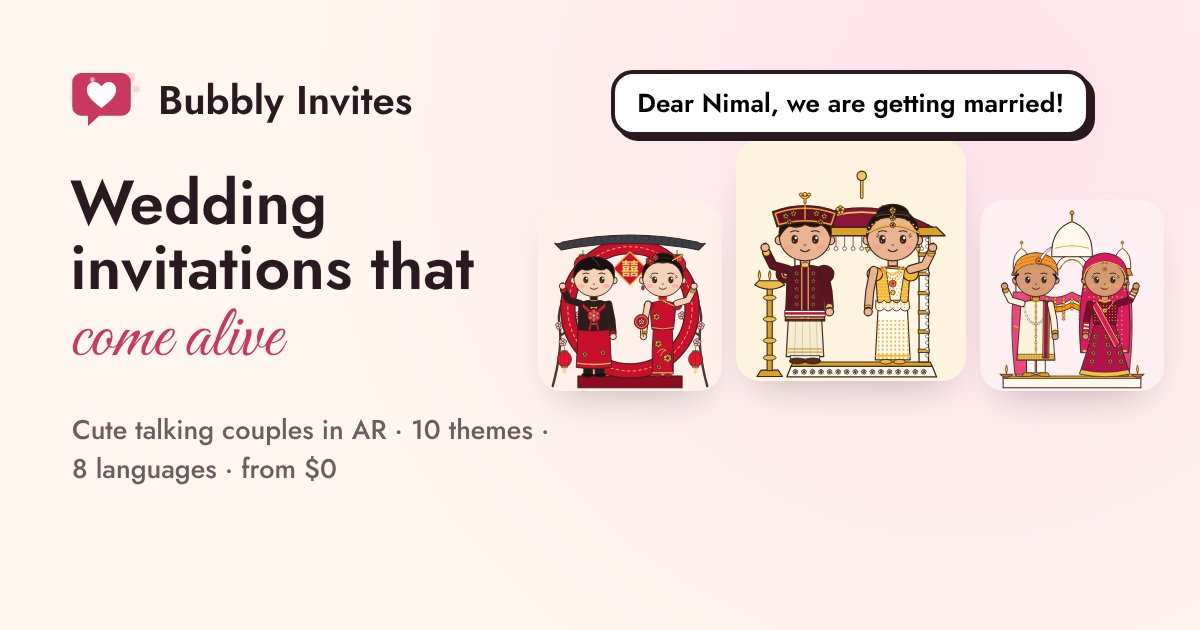 Bubbly Invites
Dear Nimal, we are getting married!
Wedding
invitations that
come alive
囍
Cute talking couples in AR · 10 themes ·
8 languages · from $0